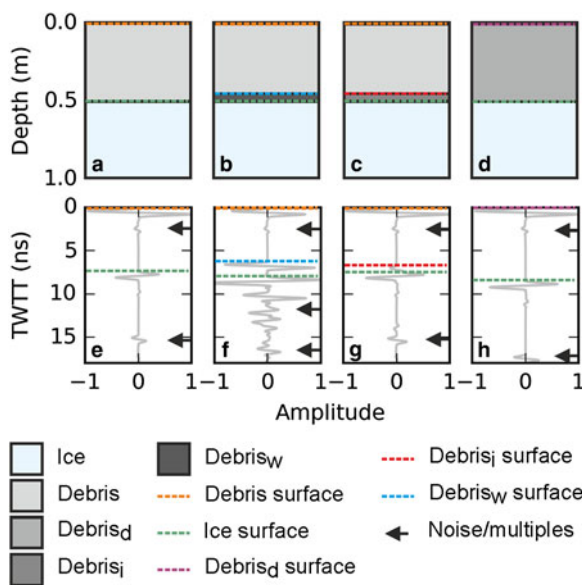 Depth (m)
0.0
0.5
1.0
a
b
c
d
TWTT (ns)
0
5
10
15
e
f
g
h
−1 0 1
−1 0 1
−1 0 1
−1 0 1
Amplitude
Ice
Debris
Debrisd
Debrisi
Debrisw
Debris surface
Ice surface
Debrisd surface
Debrisi surface
Debrisw surface
Noise/multiples